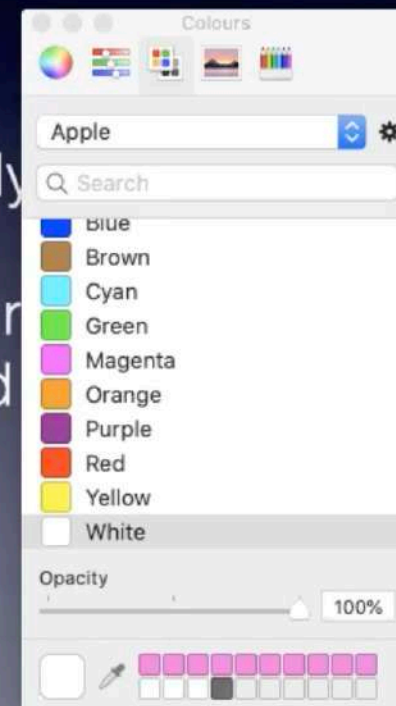 Colours
Apple
Search
Blue
Brown
Cyan
Green
Magenta
Orange
Purple
Red
Yellow
White
Opacity
100%